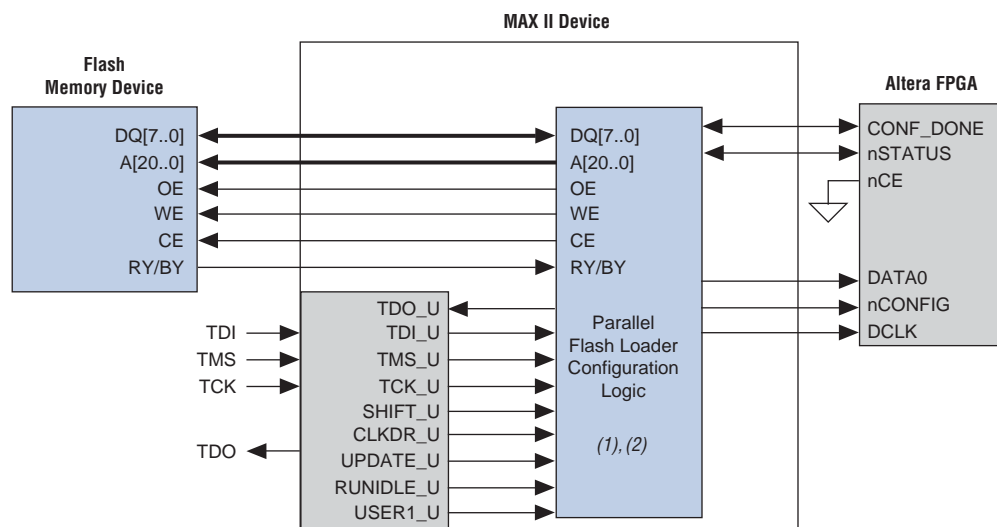 MAX II Device
Flash
Memory Device
Altera FPGA
DQ[7..0]
A[20..0]
OE
WE
CE
RY/BY
DQ[7..0]
A[20..0]
OE
WE
CE
RY/BY
Parallel
Flash Loader
Configuration
Logic
(1), (2)
CONF_DONE
nSTATUS
nCE
DATA0
nCONFIG
DCLK
TDI
TMS
TCK
TDO
TDO_U
TDI_U
TMS_U
TCK_U
SHIFT_U
CLKDR_U
UPDATE_U
RUNIDLE_U
USER1_U